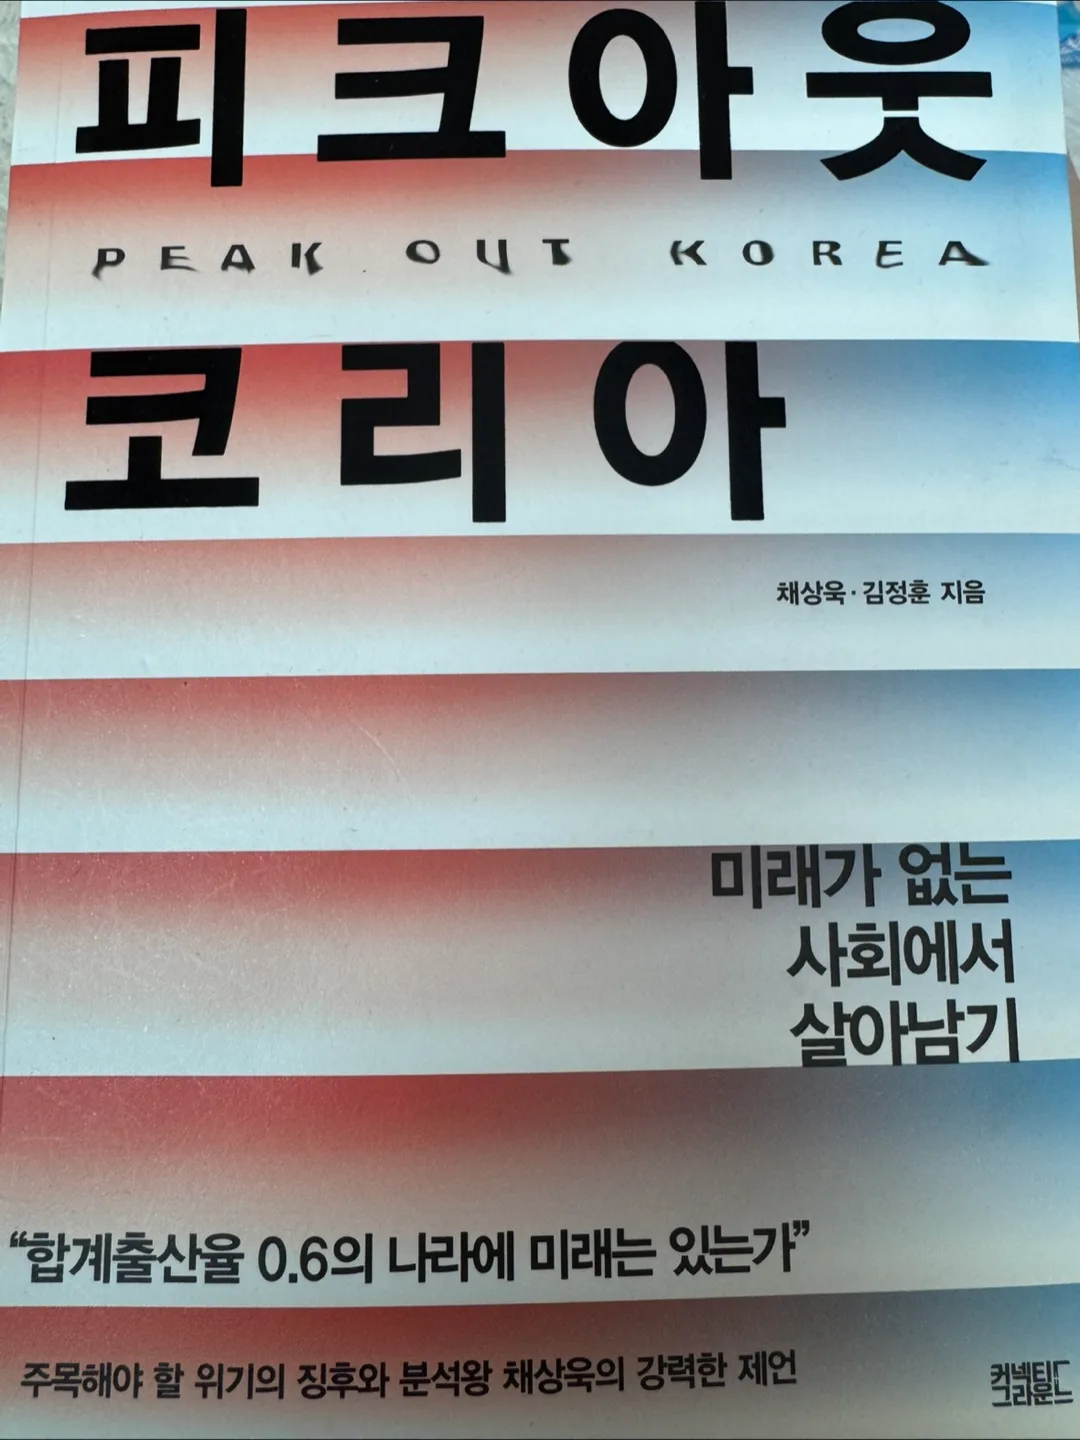 피크아웃
PEAK OUT KOREA
코리아
채상욱·김정훈 지음
미래가 없는
사회에서
살아남기
“합계출산율 0.6의 나라에 미래는 있는가”
주목해야 할 위기의 징후와 분석왕 채상욱의 강력한 제언
커넥티드
그라운드